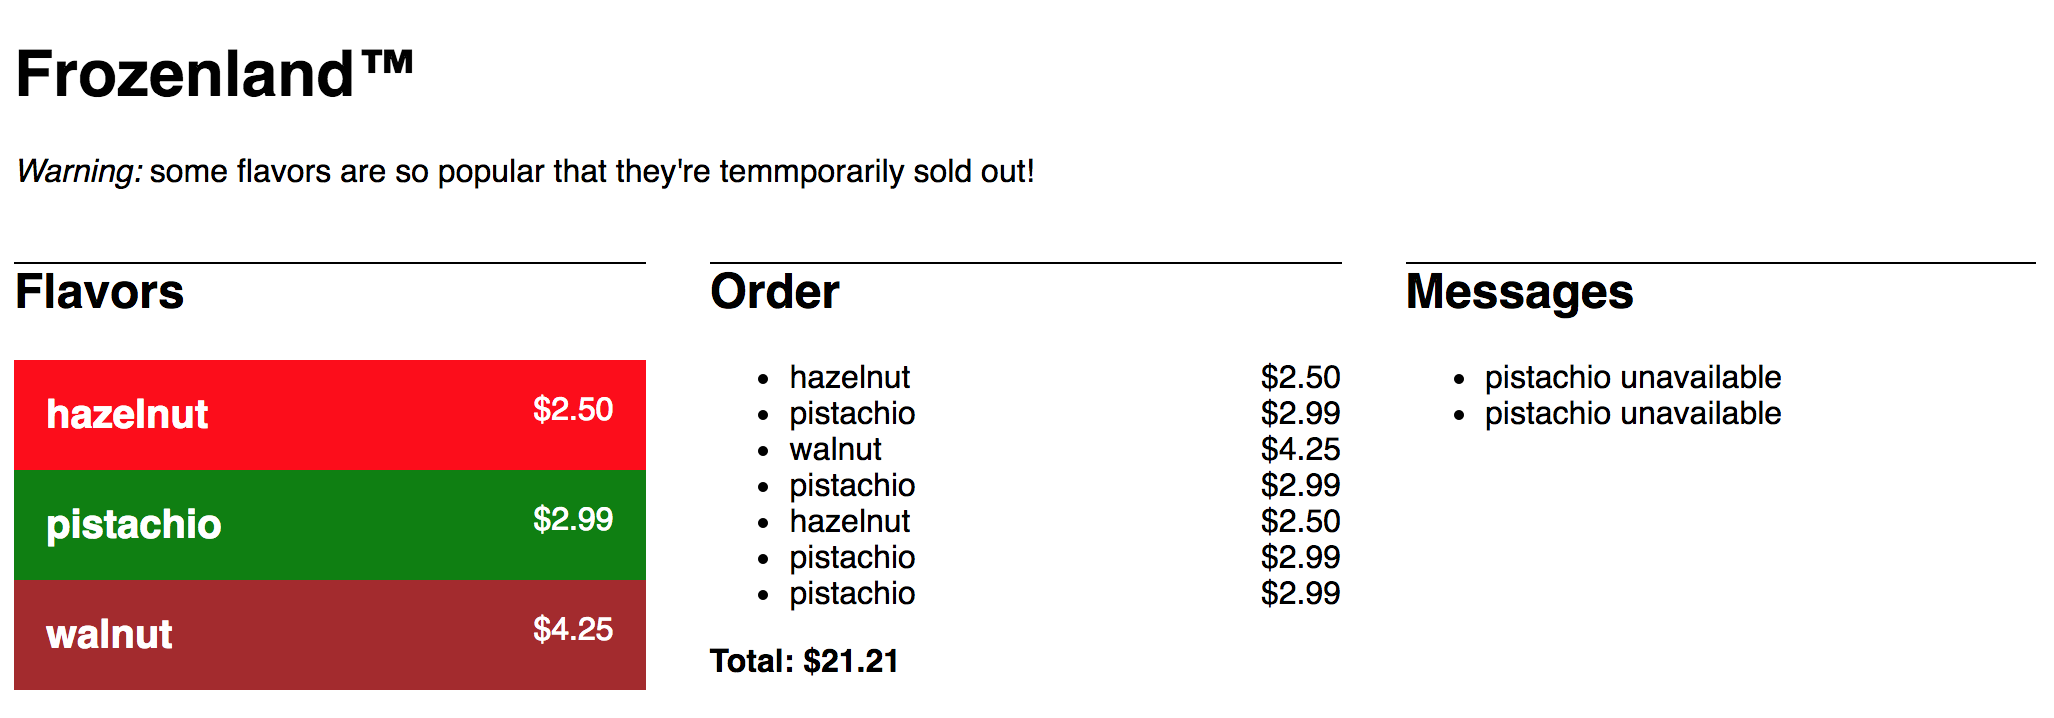 Frozenland™
Warning: some flavors are so popular that they're temmporarily sold out!
Flavors
hazelnut $2.50
pistachio $2.99
walnut $4.25
Order
• hazelnut $2.50
• pistachio $2.99
• walnut $4.25
• pistachio $2.99
• hazelnut $2.50
• pistachio $2.99
• pistachio $2.99
Total: $21.21
Messages
• pistachio unavailable
• pistachio unavailable